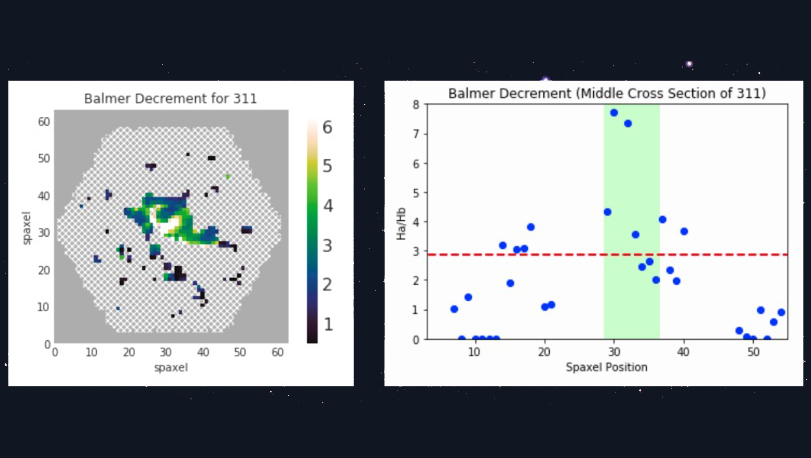 Balmer Decrement for 311
60
50
40
30
20
10
0
spaxel
0 10 20 30 40 50 60
spaxel
6
5
4
3
2
1
Balmer Decrement (Middle Cross Section of 311)
8
7
6
5
4
3
2
1
0
Ha/Hb
10 20 30 40 50
Spaxel Position